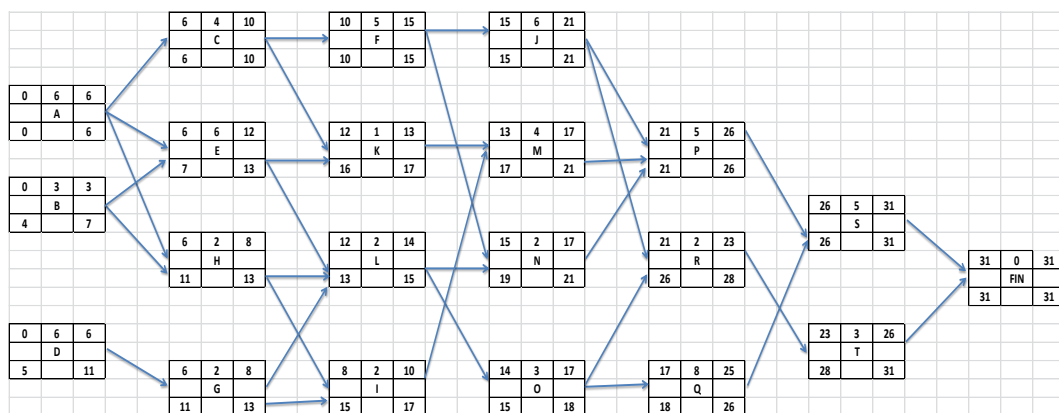 6 4 10 10 5 15 15 6 21
C F J
6 10 10 15 15 21
0 6 6
A
0 6 6 6 12 12 1 13 13 4 17 21 5 26
E K M P
7 13 16 17 17 21 21 26
0 3 3
B 26 5 31
4 7 S
6 2 8 12 2 14 15 2 17 21 2 23 26 31
H L N R 31 0 31
11 13 13 15 19 21 26 28 FIN
31 31
0 6 6 23 3 26
D T
5 11 6 2 8 8 2 10 14 3 17 17 8 25 28 31
G I O Q
11 13 15 17 15 18 18 26